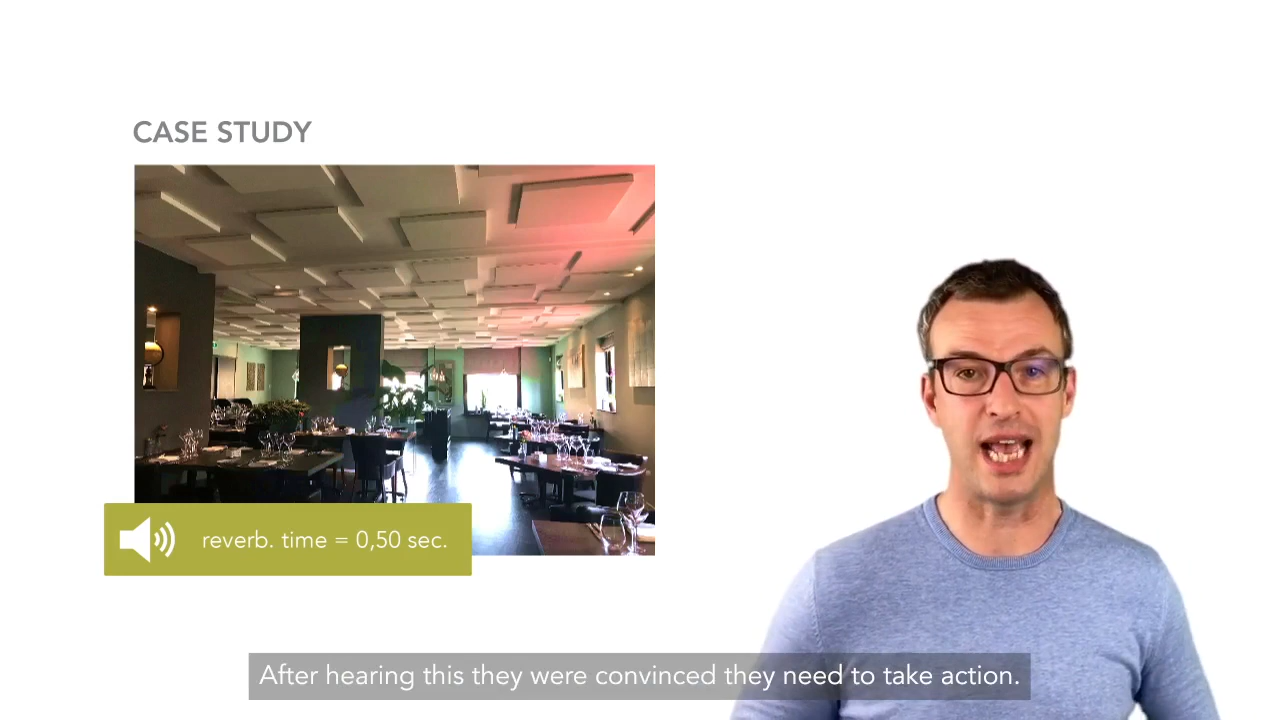 CASE STUDY
reverb. time = 0,50 sec.
After hearing this they were convinced they need to take action.